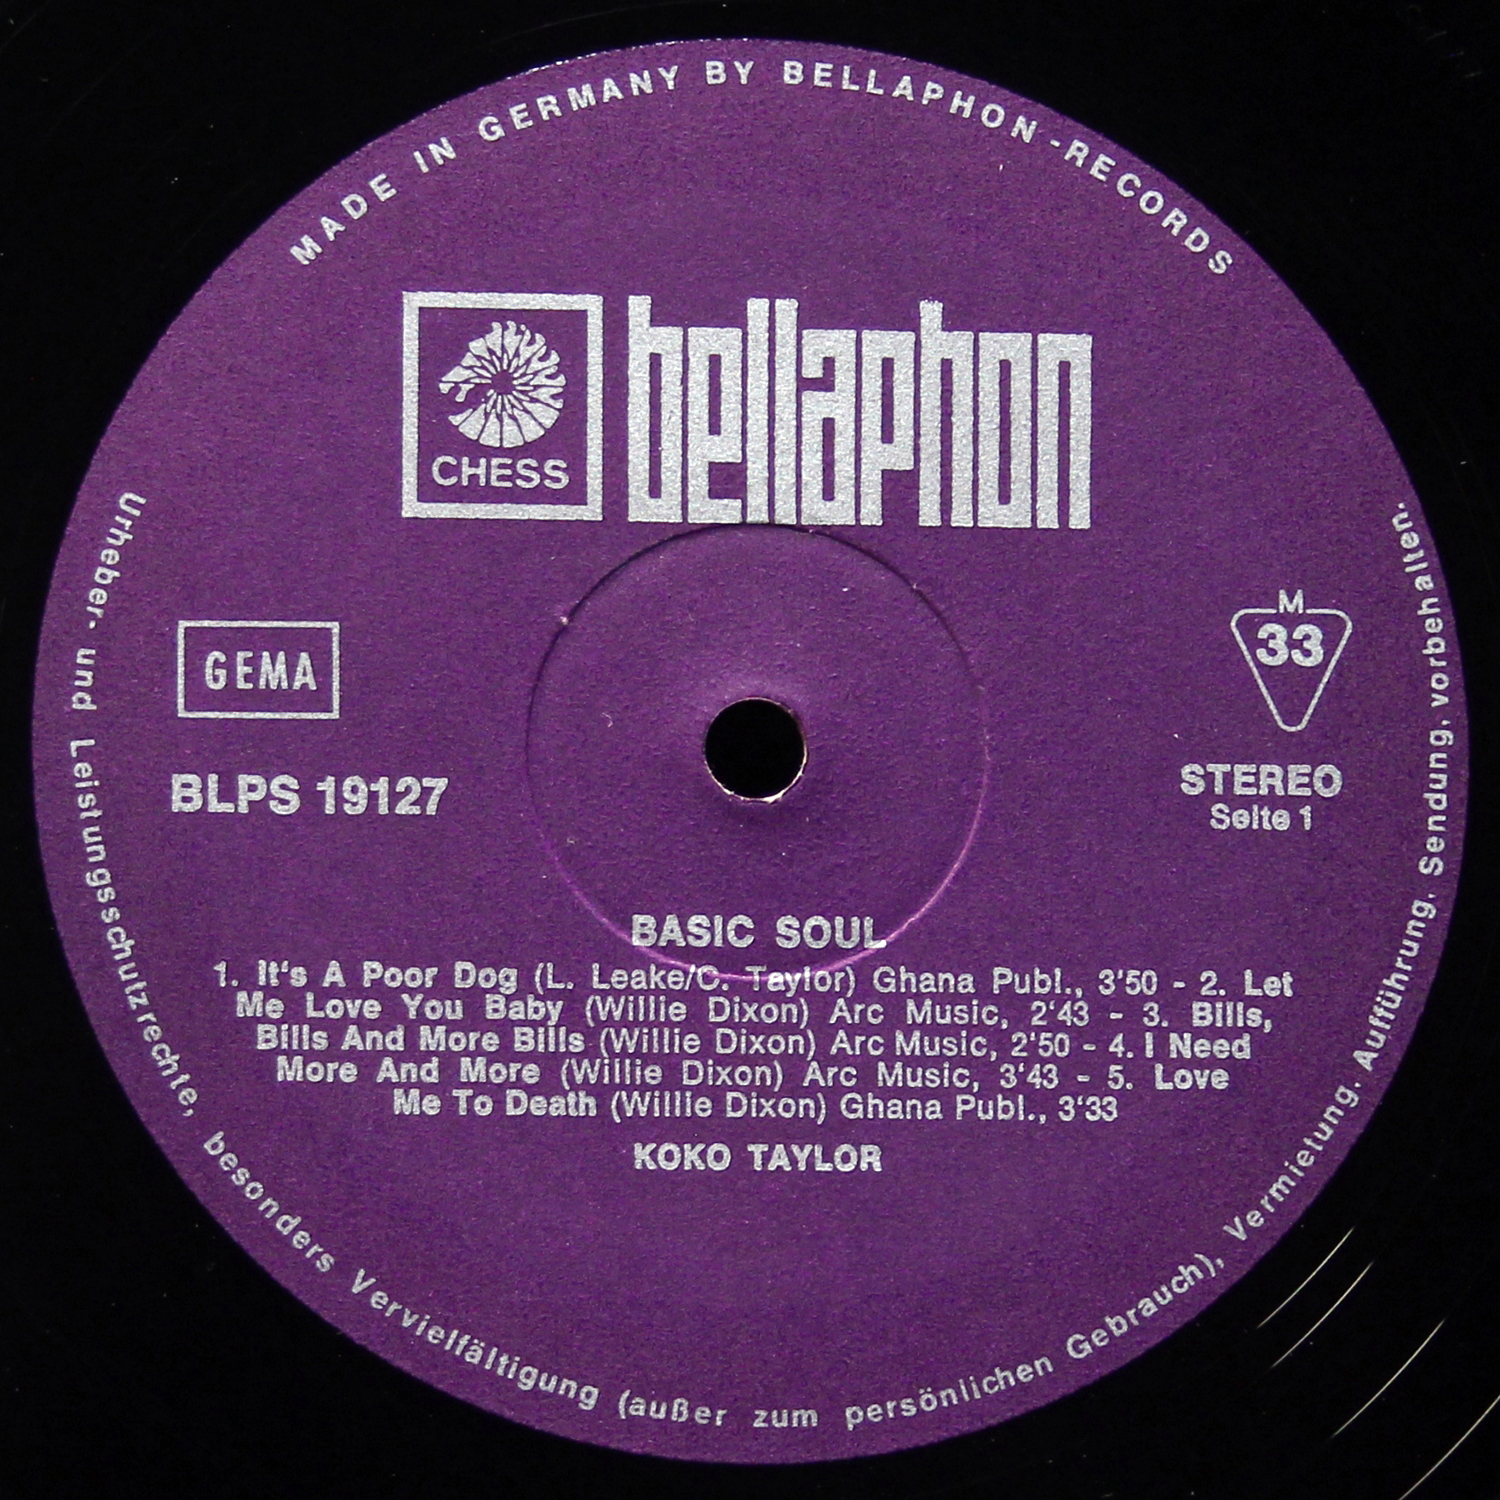 MADE IN GERMANY BY BELLAPHON-RECORDS
CHESS
bellaphon
GEMA
BLPS 19127
M
33
STEREO
Seite 1
BASIC SOUL
1. It's A Poor Dog (L. Leake/C. Taylor) Ghana Publ., 3'50 - 2. Let
Me Love You Baby (Willie Dixon) Arc Music, 2'43 - 3. Bills,
Bills And More Bills (Willie Dixon) Arc Music, 2'50 - 4. I Need
More And More (Willie Dixon) Arc Music, 3'43 - 5. Love
Me To Death (Willie Dixon) Ghana Publ., 3'33
KOKO TAYLOR
Urheber- und Leistungsschutzrechte, besonders Vervielfältigung (außer zum persönlichen Gebrauch), Vermietung. Aufführung. Sendung, vorbehalten.